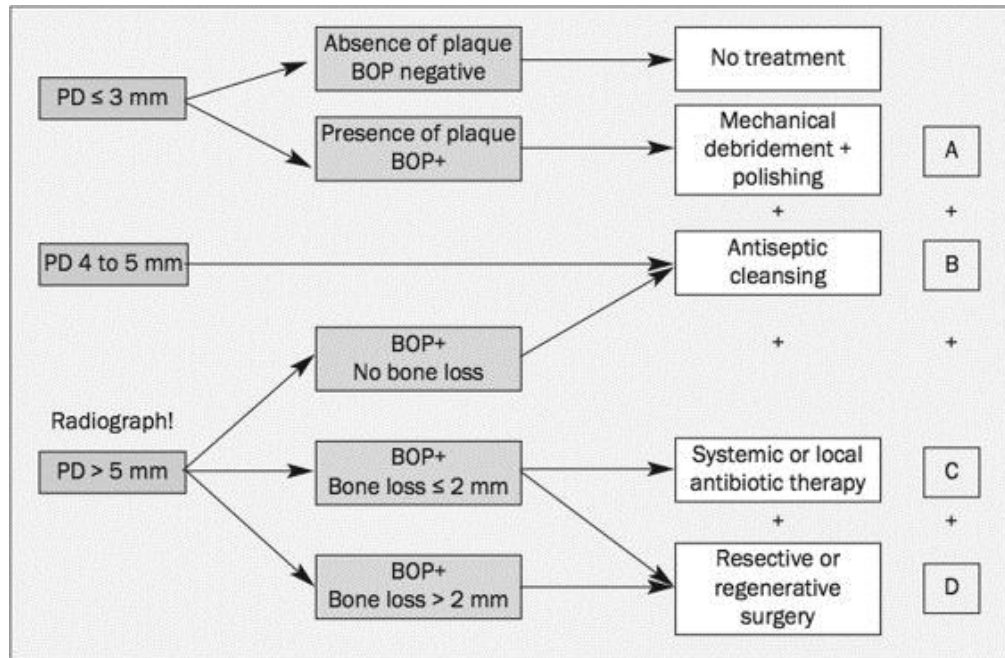 Absence of plaque
BOP negative
No treatment
PD ≤ 3 mm
Presence of plaque
BOP+
Mechanical
debridement +
polishing
A
+
+
PD 4 to 5 mm
Antiseptic
cleansing
B
+
+
BOP+
No bone loss
Radiograph!
PD > 5 mm
BOP+
Bone loss ≤ 2 mm
Systemic or local
antibiotic therapy
C
+
+
BOP+
Bone loss > 2 mm
Resective or
regenerative
surgery
D